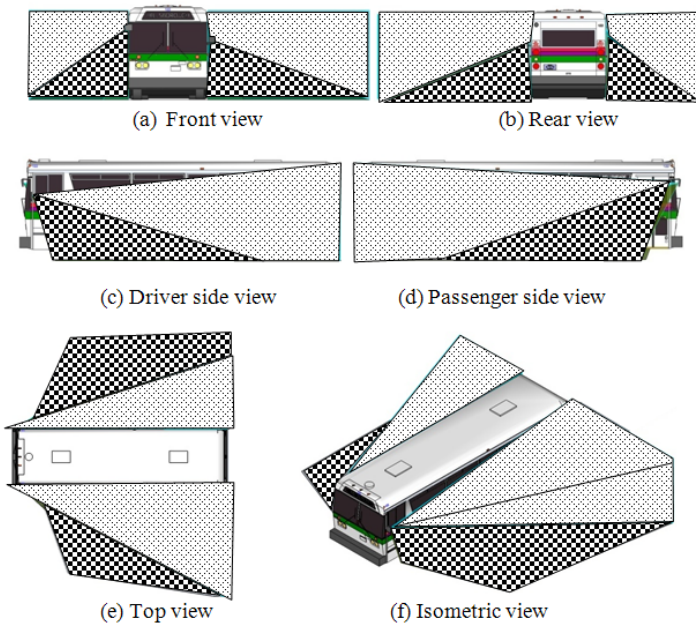 (a) Front view
(b) Rear view
(c) Driver side view
(d) Passenger side view
(e) Top view
(f) Isometric view